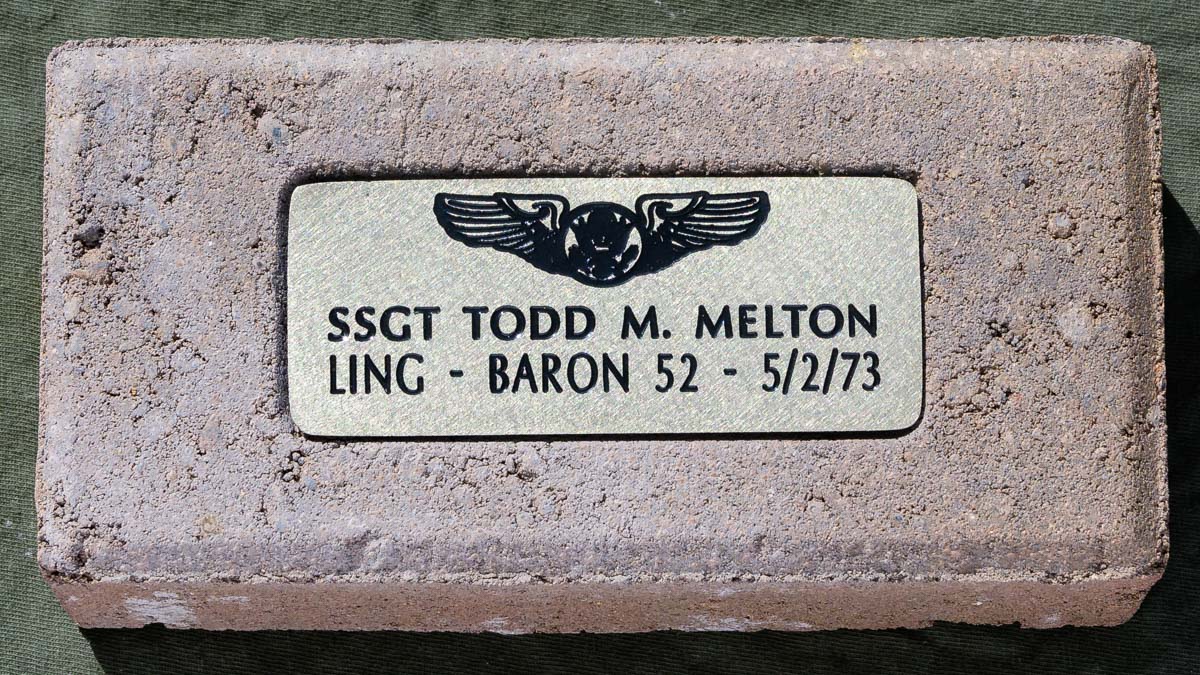 SSGT TODD M. MELTON
LING - BARON 52 - 5/2/73